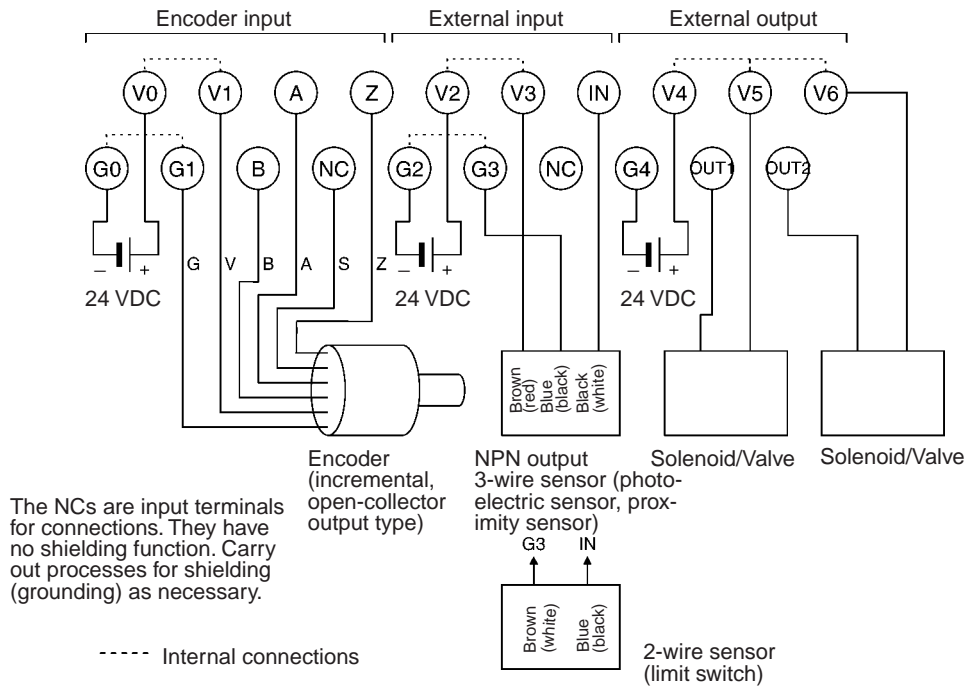 Encoder input
External input
External output
V0 V1 A Z V2 V3 IN V4 V5 V6
G0 G1 B NC G2 G3 NC G4 OUT1 OUT2
– +
24 VDC
G V B A S Z
– +
24 VDC
– +
24 VDC
Brown
(red)
Blue
(black)
Black
(white)
Encoder
(incremental,
open-collector
output type)
NPN output
3-wire sensor (photo-
electric sensor, prox-
imity sensor)
Solenoid/Valve
Solenoid/Valve
The NCs are input terminals
for connections. They have
no shielding function. Carry
out processes for shielding
(grounding) as necessary.
G3 IN
Brown
(white)
Blue
(black)
2-wire sensor
(limit switch)
----- Internal connections